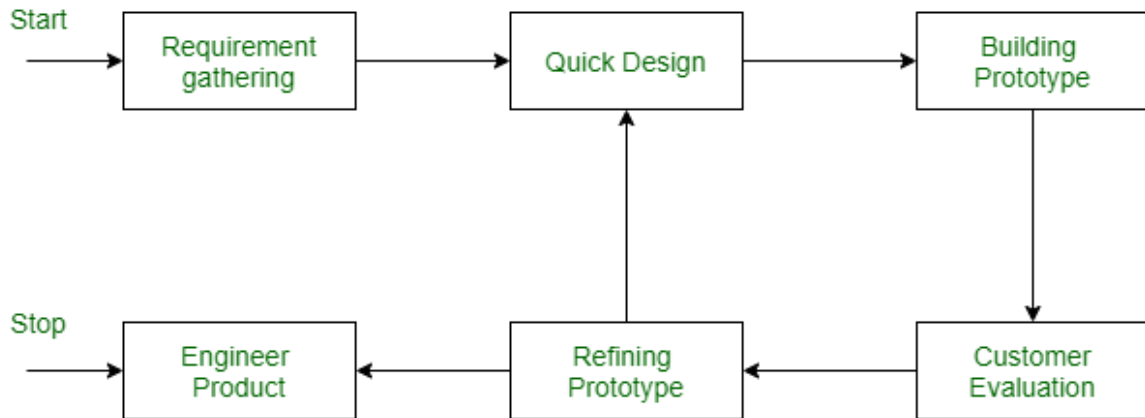 Start
Requirement
gathering
Quick Design
Building
Prototype
Stop
Engineer
Product
Refining
Prototype
Customer
Evaluation